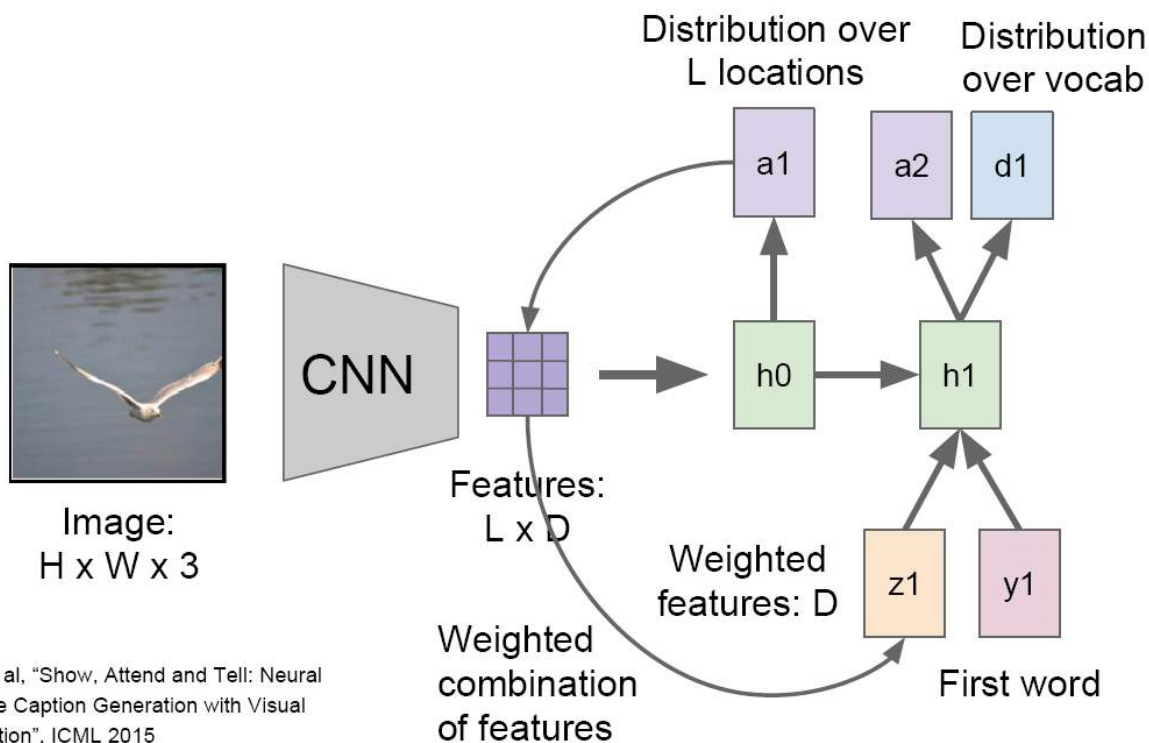 Distribution over
L locations
Distribution
over vocab
a1
a2
d1
CNN
h0
h1
Image:
H x W x 3
Features:
L x D
Weighted
features: D
z1
y1
First word
Weighted
combination
of features
al, “Show, Attend and Tell: Neural
e Caption Generation with Visual
tion”, ICML 2015